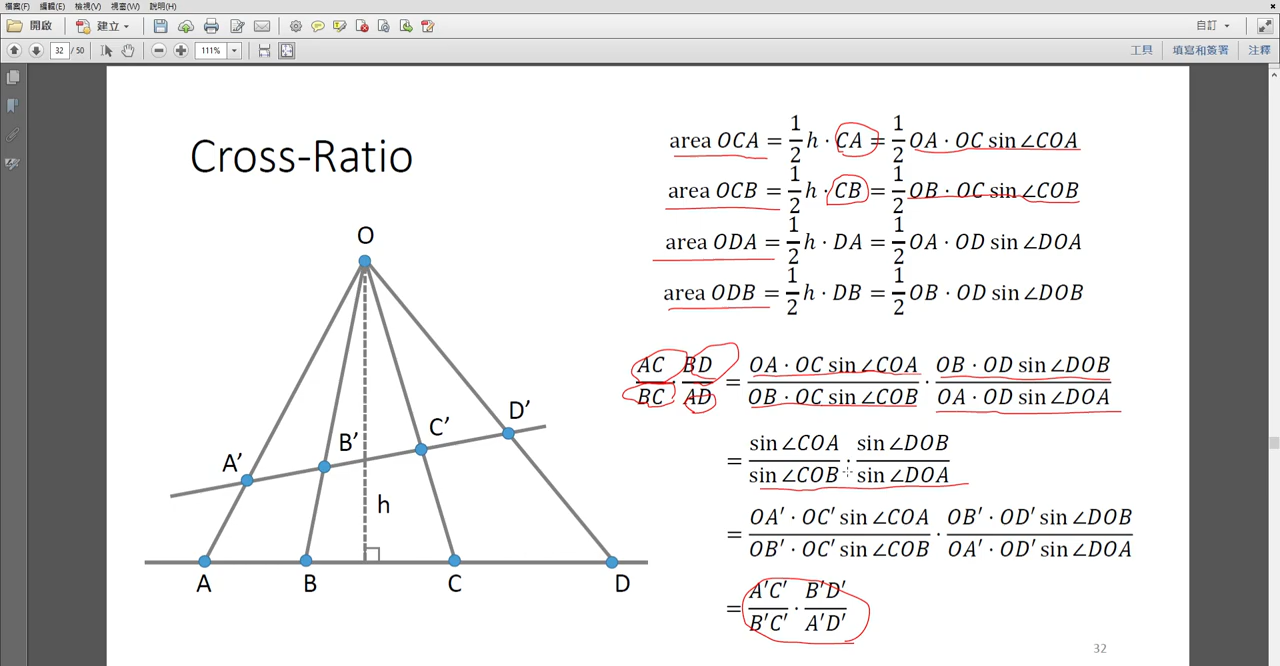 檔案(F) 編輯(E) 檢視(V) 視窗(W) 說明(H) ×
開啟 建立 自訂
32 / 50 111% 工具 填寫和簽署 注釋
Cross-Ratio
area OCA = 1/2 h · CA = 1/2 OA · OC sin ∠COA
area OCB = 1/2 h · CB = 1/2 OB · OC sin ∠COB
area ODA = 1/2 h · DA = 1/2 OA · OD sin ∠DOA
area ODB = 1/2 h · DB = 1/2 OB · OD sin ∠DOB
AC/BC · BD/AD = OA · OC sin ∠COA / OB · OC sin ∠COB · OB · OD sin ∠DOB / OA · OD sin ∠DOA
= sin ∠COA / sin ∠COB · sin ∠DOB / sin ∠DOA
= OA′ · OC′ sin ∠COA / OB′ · OC′ sin ∠COB · OB′ · OD′ sin ∠DOB / OA′ · OD′ sin ∠DOA
= A′C′/B′C′ · B′D′/A′D′
O
D’
C’
B’
A’
h
A B C D
32